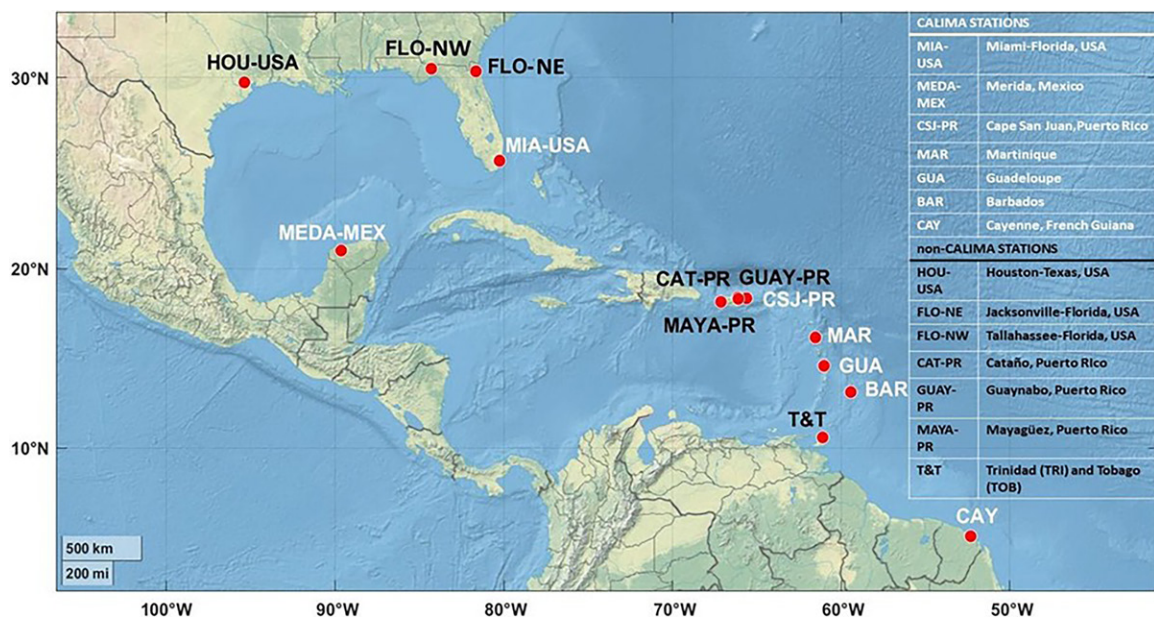 HOU-USA
FLO-NW
FLO-NE
MIA-USA
MEDA-MEX
CAT-PR
GUAY-PR
CSJ-PR
MAYA-PR
MAR
GUA
BAR
T&T
CAY
30°N
20°N
10°N
500 km
200 mi
100°W
90°W
80°W
70°W
60°W
50°W
CALIMA STATIONS
MIA-
USA
Miami-Florida, USA
MEDA-
MEX
Merida, Mexico
CSJ-PR
Cape San Juan,Puerto Rico
MAR
Martinique
GUA
Guadeloupe
BAR
Barbados
CAY
Cayenne, French Guiana
non-CALIMA STATIONS
HOU-
USA
Houston-Texas, USA
FLO-NE
Jacksonville-Florida, USA
FLO-NW
Tallahassee-Florida, USA
CAT-PR
Cataño, Puerto Rico
GUAY-
PR
Guaynabo, Puerto Rico
MAYA-
PR
Mayagüez, Puerto Rico
T&T
Trinidad (TRI) and Tobago
(TOB)